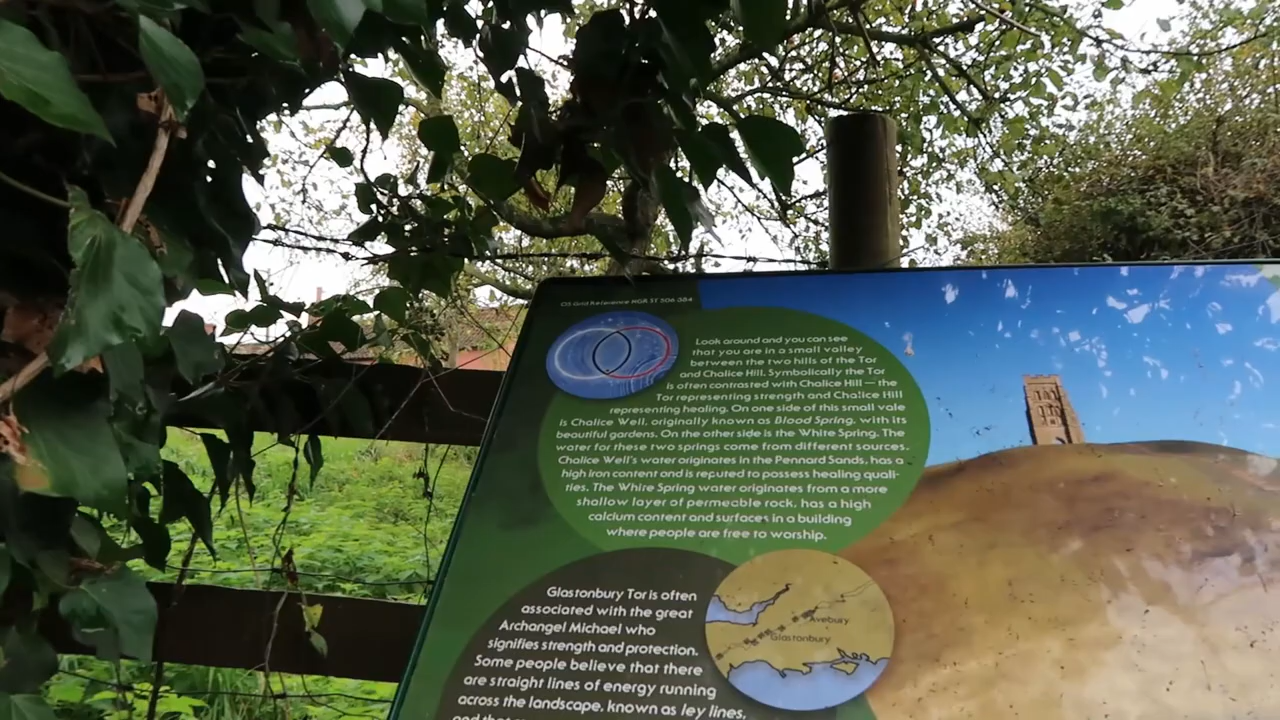 OS Grid Reference NGR ST 506 384
Look around and you can see
that you are in a small valley
between the two hills of the Tor
and Chalice Hill. Symbolically the Tor
is often contrasted with Chalice Hill — the
Tor representing strength and Chalice Hill
representing healing. On one side of this small vale
is Chalice Well, originally known as Blood Spring, with its
beautiful gardens. On the other side is the White Spring. The
water for these two springs come from different sources.
Chalice Well's water originates in the Pennard Sands, has a
high iron content and is reputed to possess healing quali-
ties. The White Spring water originates from a more
shallow layer of permeable rock, has a high
calcium content and surfaces in a building
where people are free to worship.
Glastonbury Tor is often
associated with the great
Archangel Michael who
signifies strength and protection.
Some people believe that there
are straight lines of energy running
across the landscape, known as ley lines,
Avebury
Glastonbury